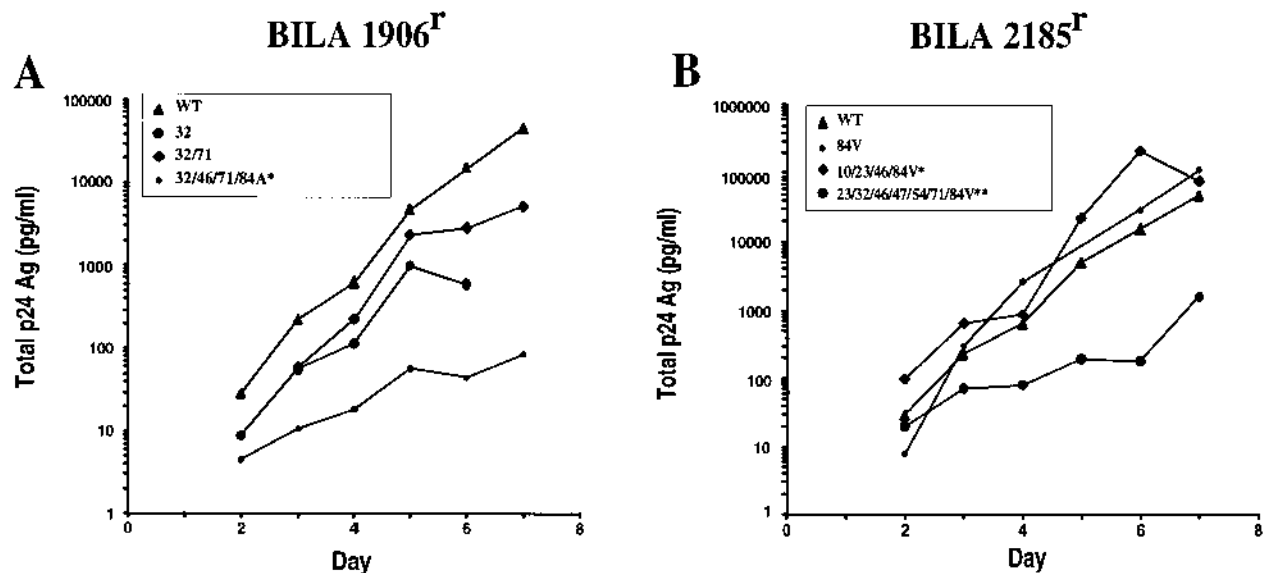 BILA 1906r
A
WT
32
32/71
32/46/71/84A*
100000
10000
1000
100
10
1
Total p24 Ag (pg/ml)
0
2
4
6
8
Day
BILA 2185r
B
WT
84V
10/23/46/84V*
23/32/46/47/54/71/84V**
1000000
100000
10000
1000
100
10
1
Total p24 Ag (pg/ml)
0
2
4
6
8
Day